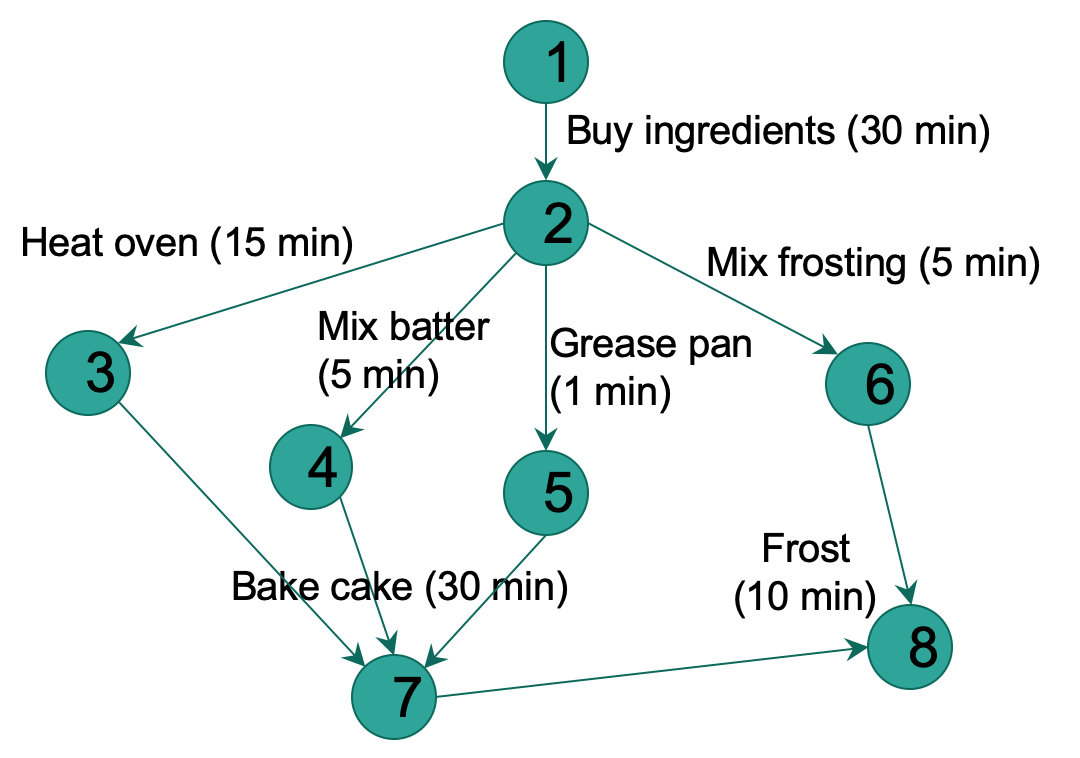 1
Buy ingredients (30 min)
2
Heat oven (15 min)
Mix frosting (5 min)
Mix batter
(5 min)
Grease pan
(1 min)
3
6
4
5
Frost
(10 min)
Bake cake (30 min)
8
7